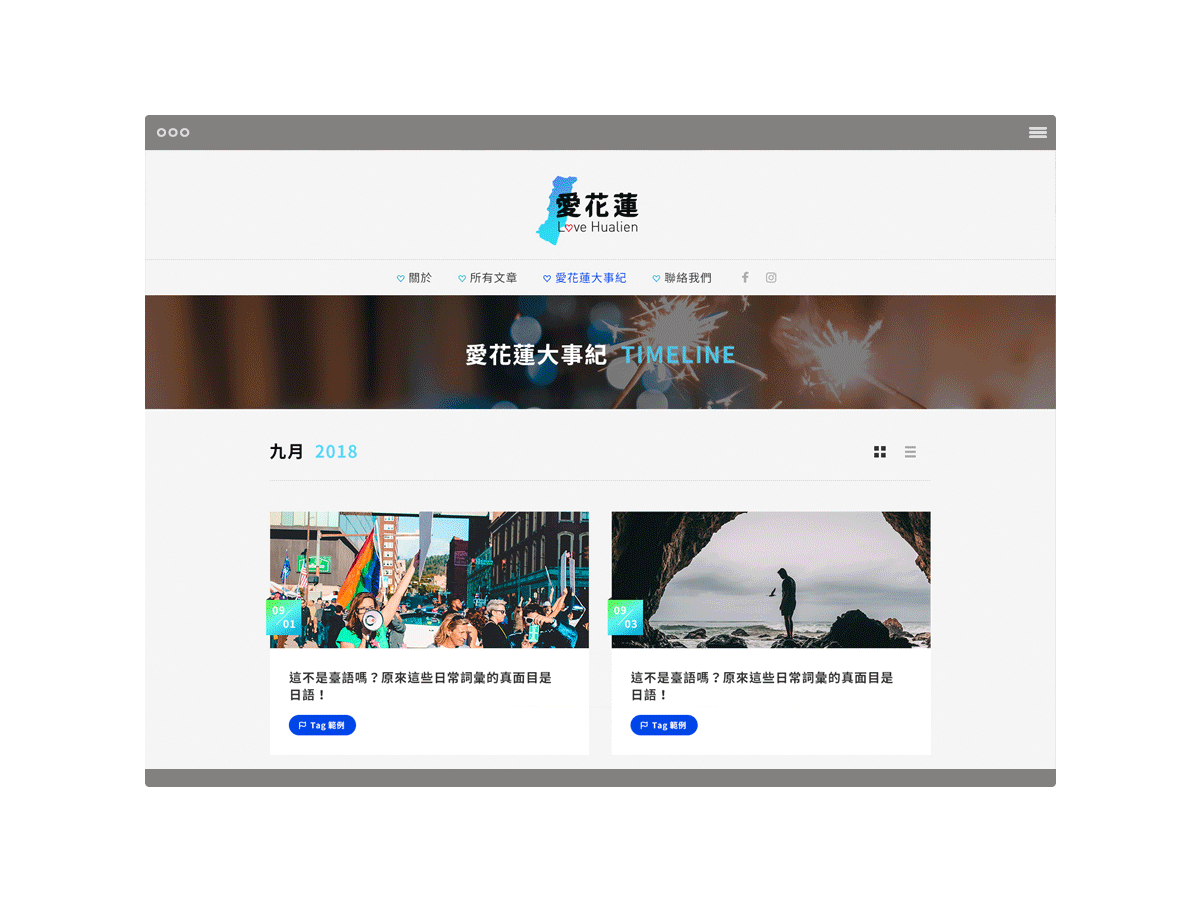 愛花蓮
Love Hualien
關於 所有文章 愛花蓮大事紀 聯絡我們
愛花蓮大事紀 TIMELINE
九月 2018
09
01
09
03
這不是臺語嗎？原來這些日常詞彙的真面目是
日語！
Tag 範例
這不是臺語嗎？原來這些日常詞彙的真面目是
日語！
Tag 範例